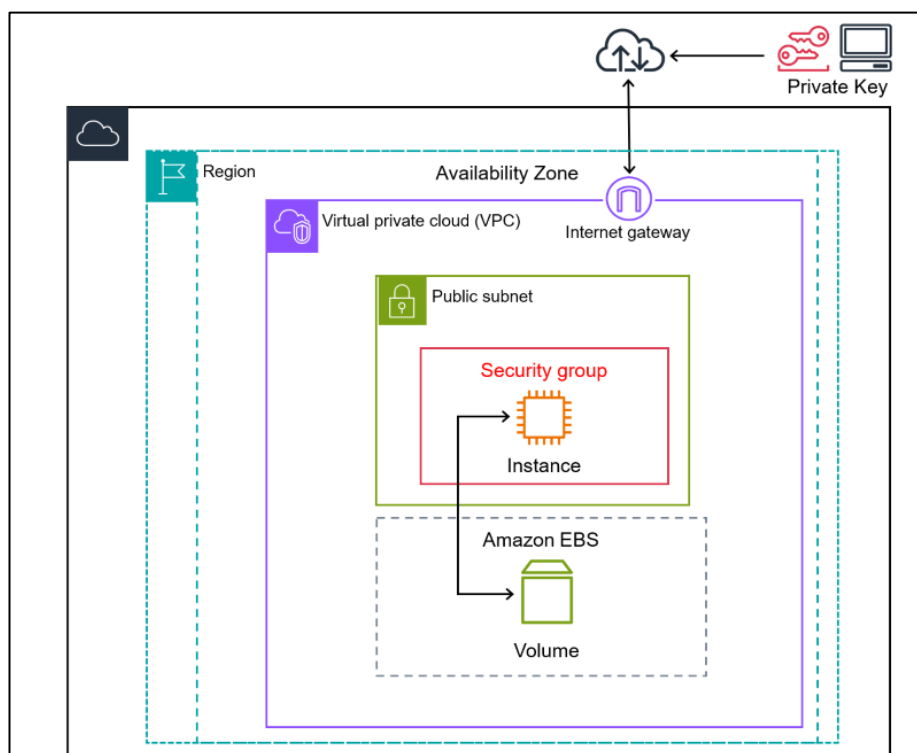 Private Key
Region
Availability Zone
Virtual private cloud (VPC)
Internet gateway
Public subnet
Security group
Instance
Amazon EBS
Volume